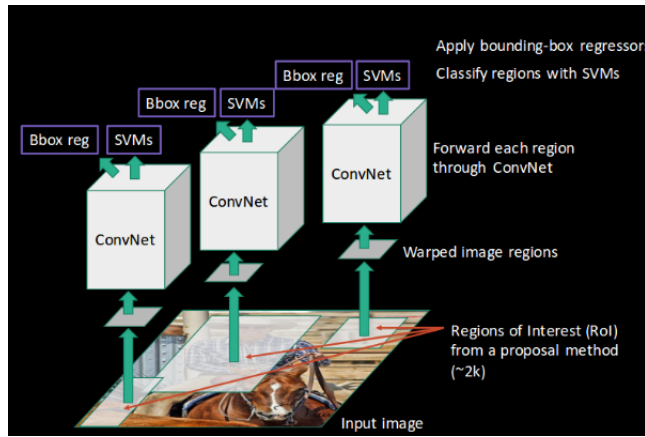 Apply bounding-box regressors
Bbox reg SVMs
Classify regions with SVMs
Bbox reg SVMs
Bbox reg SVMs
Forward each region
through ConvNet
ConvNet
ConvNet
ConvNet
Warped image regions
Regions of Interest (RoI)
from a proposal method
(~2k)
Input image